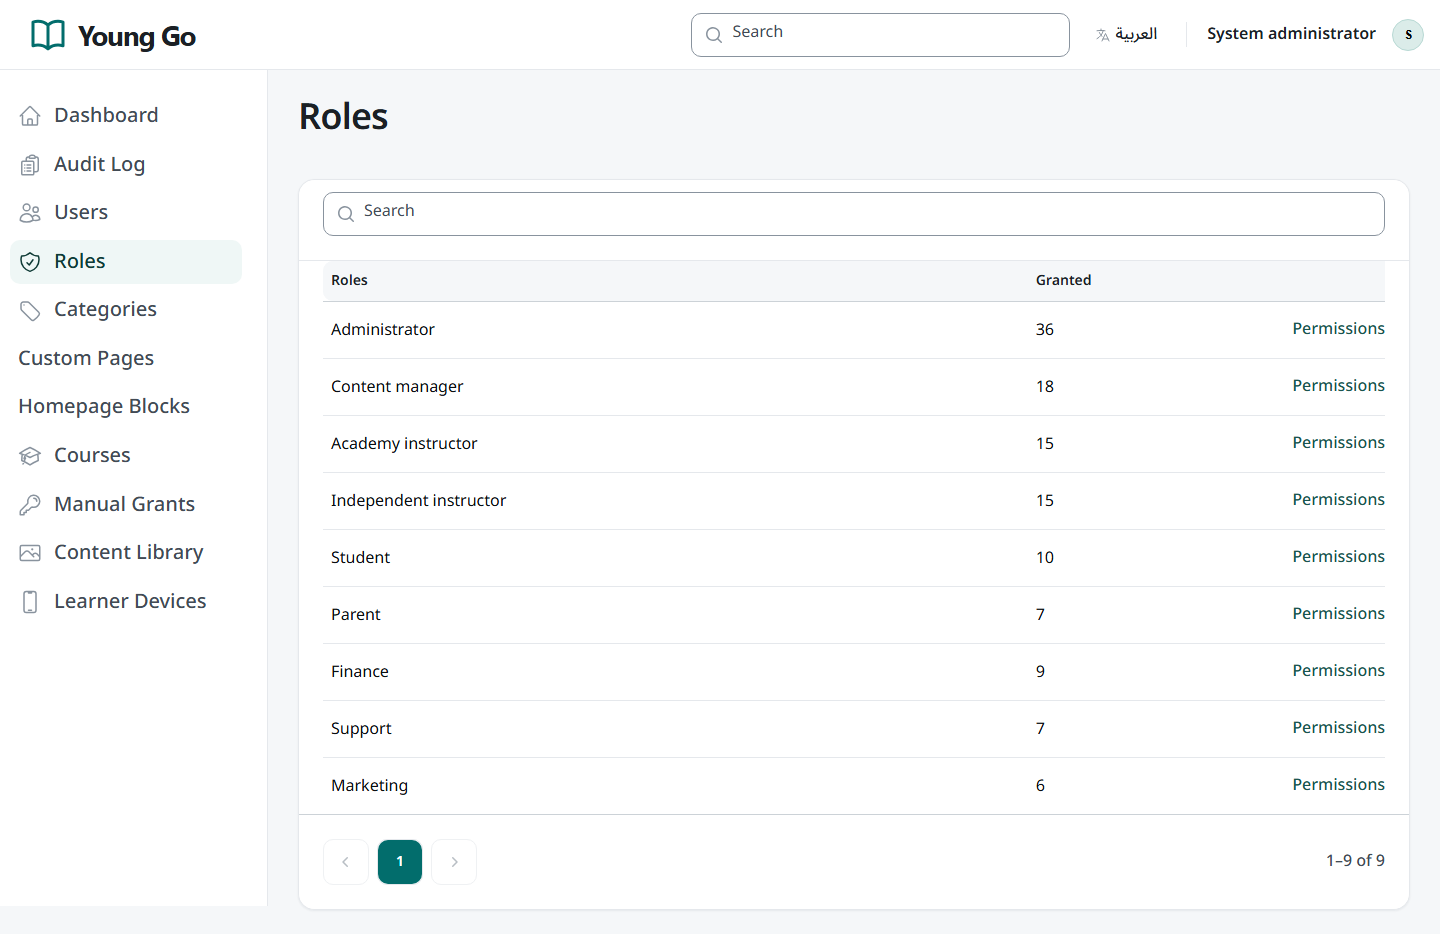 Young Go
Search
العربية
System administrator
S
Dashboard
Audit Log
Users
Roles
Categories
Custom Pages
Homepage Blocks
Courses
Manual Grants
Content Library
Learner Devices
Roles
Search
Roles Granted
Administrator 36 Permissions
Content manager 18 Permissions
Academy instructor 15 Permissions
Independent instructor 15 Permissions
Student 10 Permissions
Parent 7 Permissions
Finance 9 Permissions
Support 7 Permissions
Marketing 6 Permissions
1
1–9 of 9